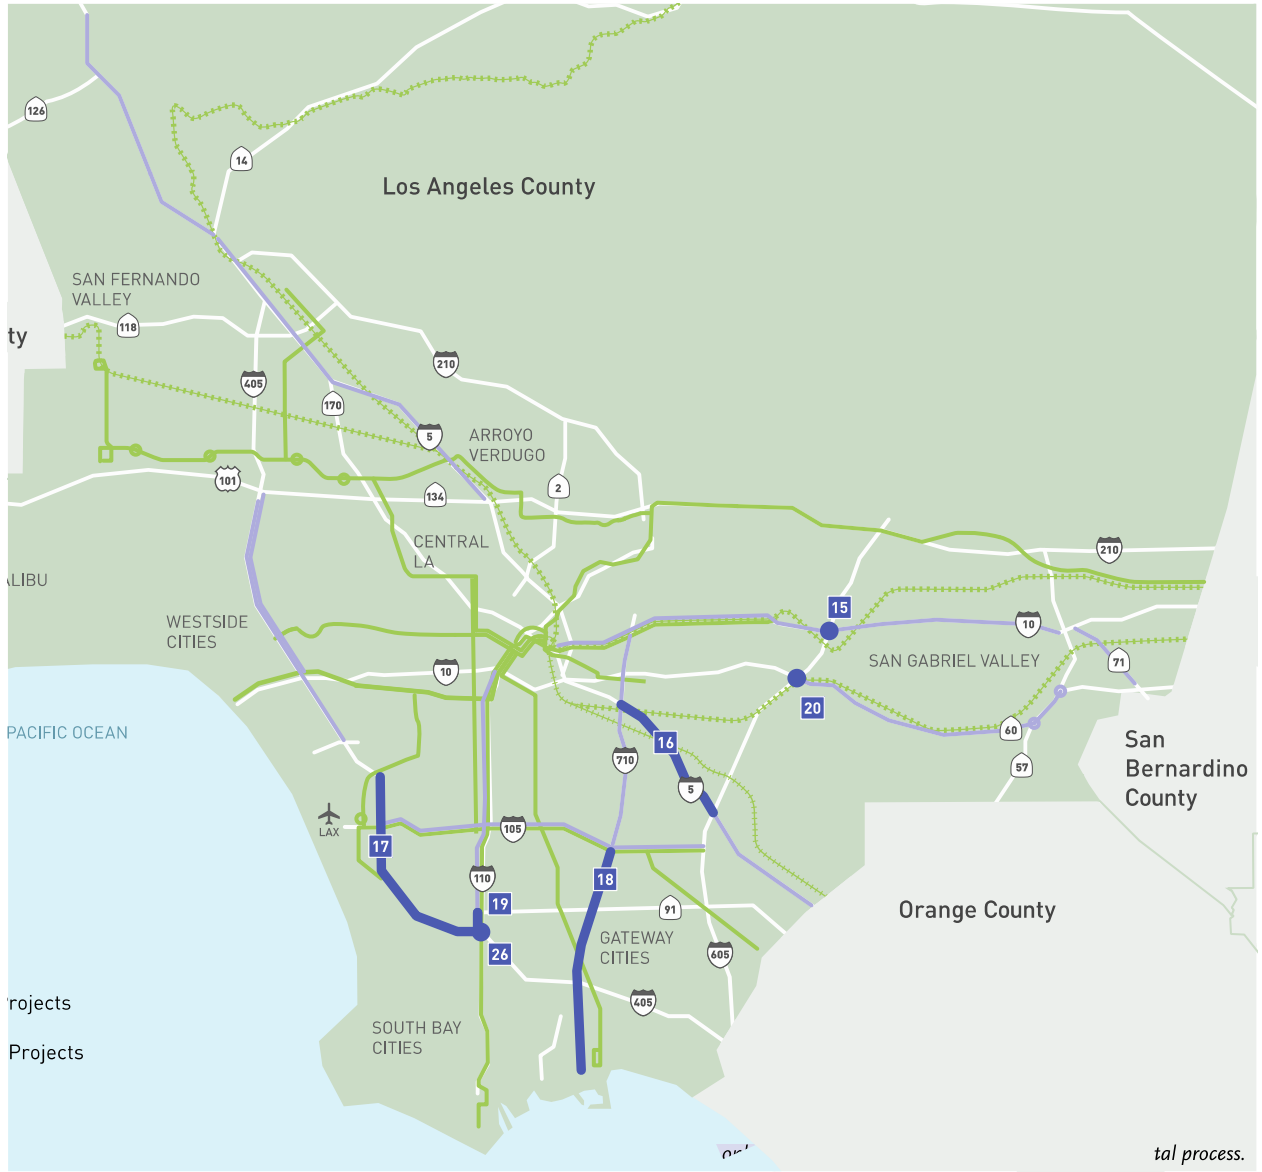 126
14
Los Angeles County
SAN FERNANDO
VALLEY
118
ty
210
405
170
5
ARROYO
VERDUGO
101
134
2
CENTRAL
LA
210
ALIBU
15
WESTSIDE
CITIES
10
10
SAN GABRIEL VALLEY
71
20
PACIFIC OCEAN
60
16
San
Bernardino
County
710
57
5
LAX
105
17
110
18
19
91
Orange County
GATEWAY
CITIES
26
605
405
rojects
SOUTH BAY
CITIES
Projects
tal process.